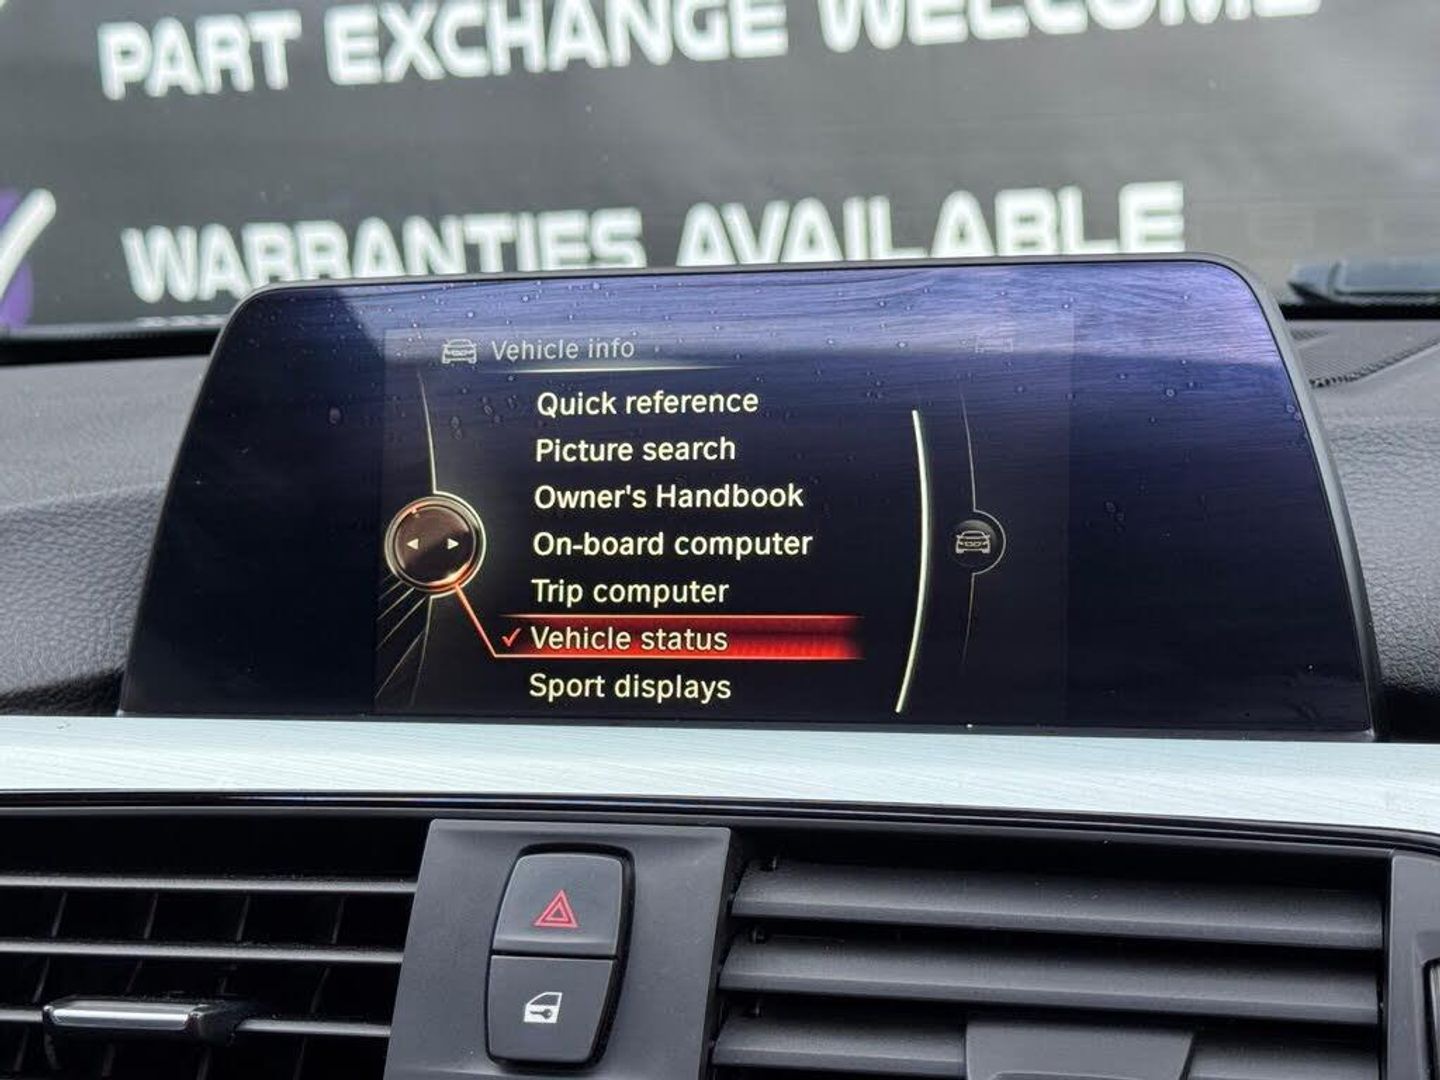 PART EXCHANGE WELCOME
WARRANTIES AVAILABLE
Vehicle info
Quick reference
Picture search
Owner's Handbook
On-board computer
Trip computer
Vehicle status
Sport displays